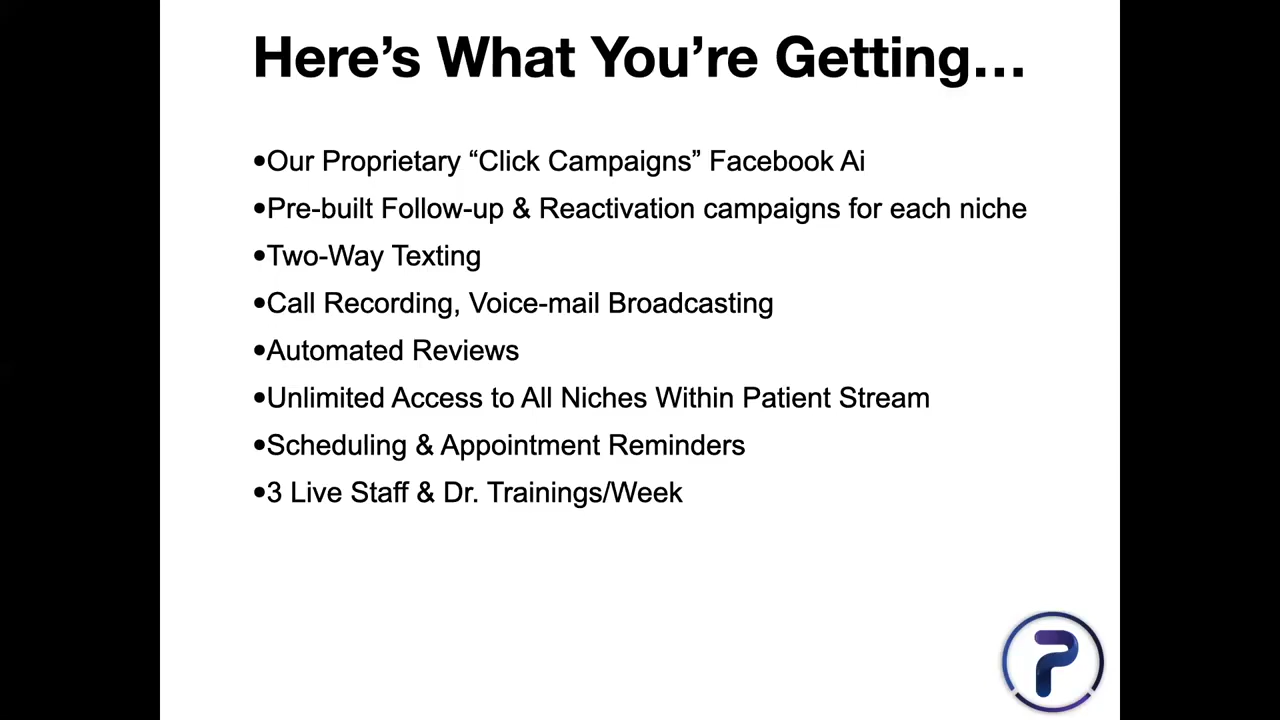 Here’s What You’re Getting…
•Our Proprietary “Click Campaigns” Facebook Ai
•Pre-built Follow-up & Reactivation campaigns for each niche
•Two-Way Texting
•Call Recording, Voice-mail Broadcasting
•Automated Reviews
•Unlimited Access to All Niches Within Patient Stream
•Scheduling & Appointment Reminders
•3 Live Staff & Dr. Trainings/Week
P